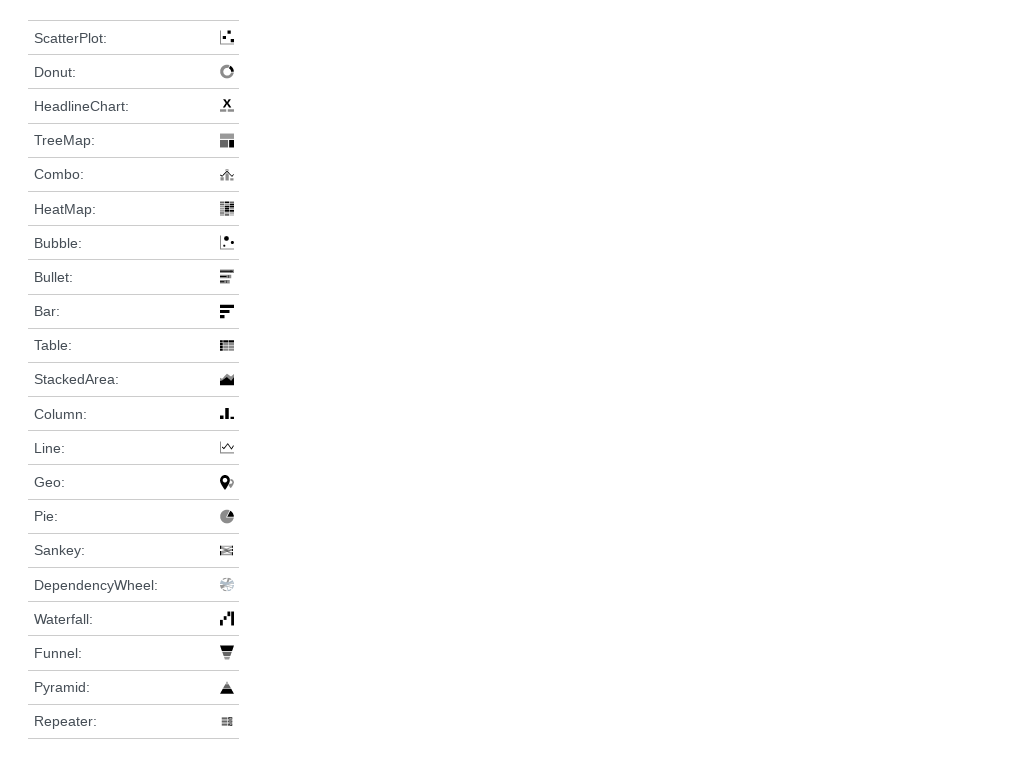 ScatterPlot:
Donut:
HeadlineChart:
TreeMap:
Combo:
HeatMap:
Bubble:
Bullet:
Bar:
Table:
StackedArea:
Column:
Line:
Geo:
Pie:
Sankey:
DependencyWheel:
Waterfall:
Funnel:
Pyramid:
Repeater: